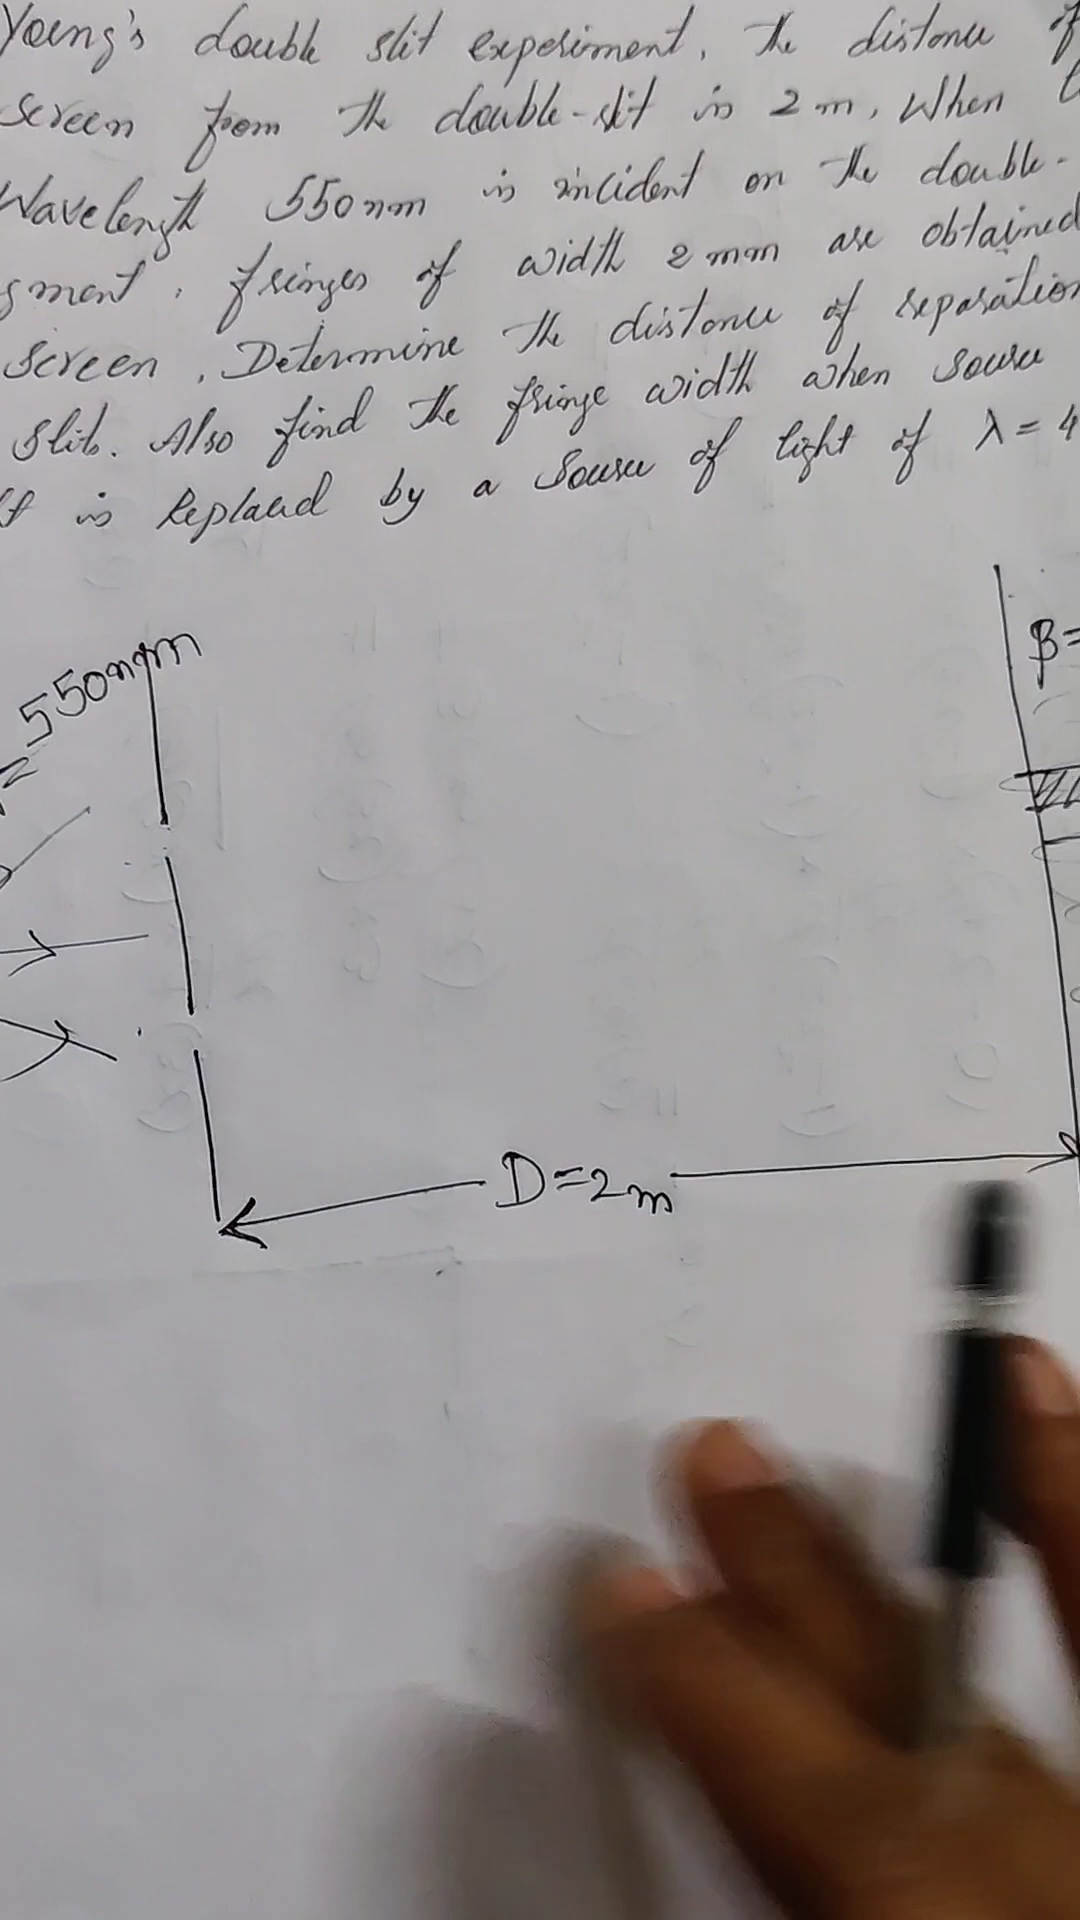 Young's double slit experiment. The distance of
screen from the double-slit is 2 m. When
Wavelength 550 nm is incident on the double-
gment. fringes of width 2 mm are obtained
Screen. Determine the distance of separation
slits. Also find the fringe width when source
is Replaced by a source of light of λ = 4
= 550 nm
β=
D=2m